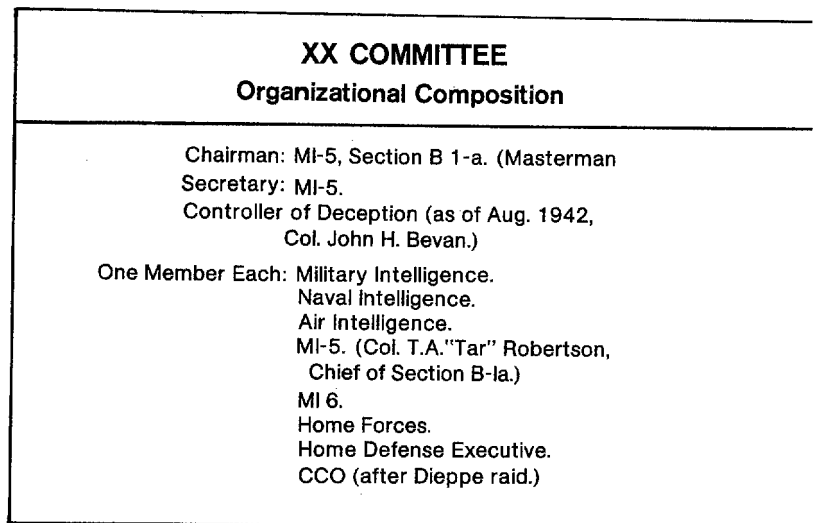 XX COMMITTEE
Organizational Composition
Chairman: MI-5, Section B 1-a. (Masterman
Secretary: MI-5.
Controller of Deception (as of Aug. 1942,
Col. John H. Bevan.)
One Member Each: Military Intelligence.
Naval Intelligence.
Air Intelligence.
MI-5. (Col. T.A."Tar" Robertson,
Chief of Section B-la.)
MI 6.
Home Forces.
Home Defense Executive.
CCO (after Dieppe raid.)